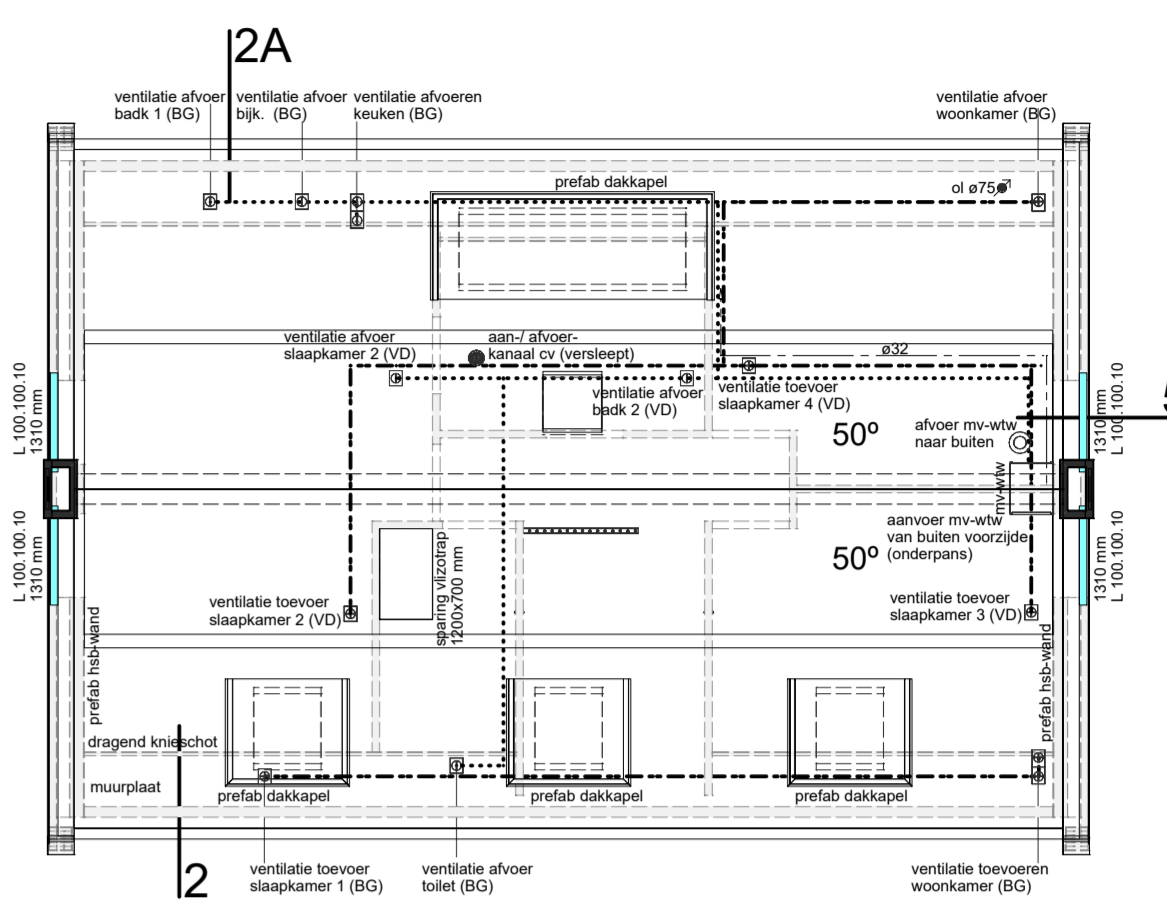 2A
ventilatie afvoer
badk 1 (BG)
ventilatie afvoer
bijk. (BG)
ventilatie afvoeren
keuken (BG)
ventilatie afvoer
woonkamer (BG)
prefab dakkapel
ol ø75
ventilatie afvoer
slaapkamer 2 (VD)
aan-/ afvoer-
kanaal cv (versleept)
ø32
ventilatie afvoer
badk 2 (VD)
ventilatie toevoer
slaapkamer 4 (VD)
L 100.100.10
1310 mm
1310 mm
L 100.100.10
50º
afvoer mv-wtw
naar buiten
mv-wtw
aanvoer mv-wtw
van buiten voorzijde
(onderpans)
50º
L 100.100.10
1310 mm
1310 mm
L 100.100.10
sparing vlizotrap
1200x700 mm
ventilatie toevoer
slaapkamer 2 (VD)
ventilatie toevoer
slaapkamer 3 (VD)
prefab hsb-wand
prefab hsb-wand
dragend knieschot
muurplaat
prefab dakkapel
prefab dakkapel
prefab dakkapel
2
ventilatie toevoer
slaapkamer 1 (BG)
ventilatie afvoer
toilet (BG)
ventilatie toevoeren
woonkamer (BG)